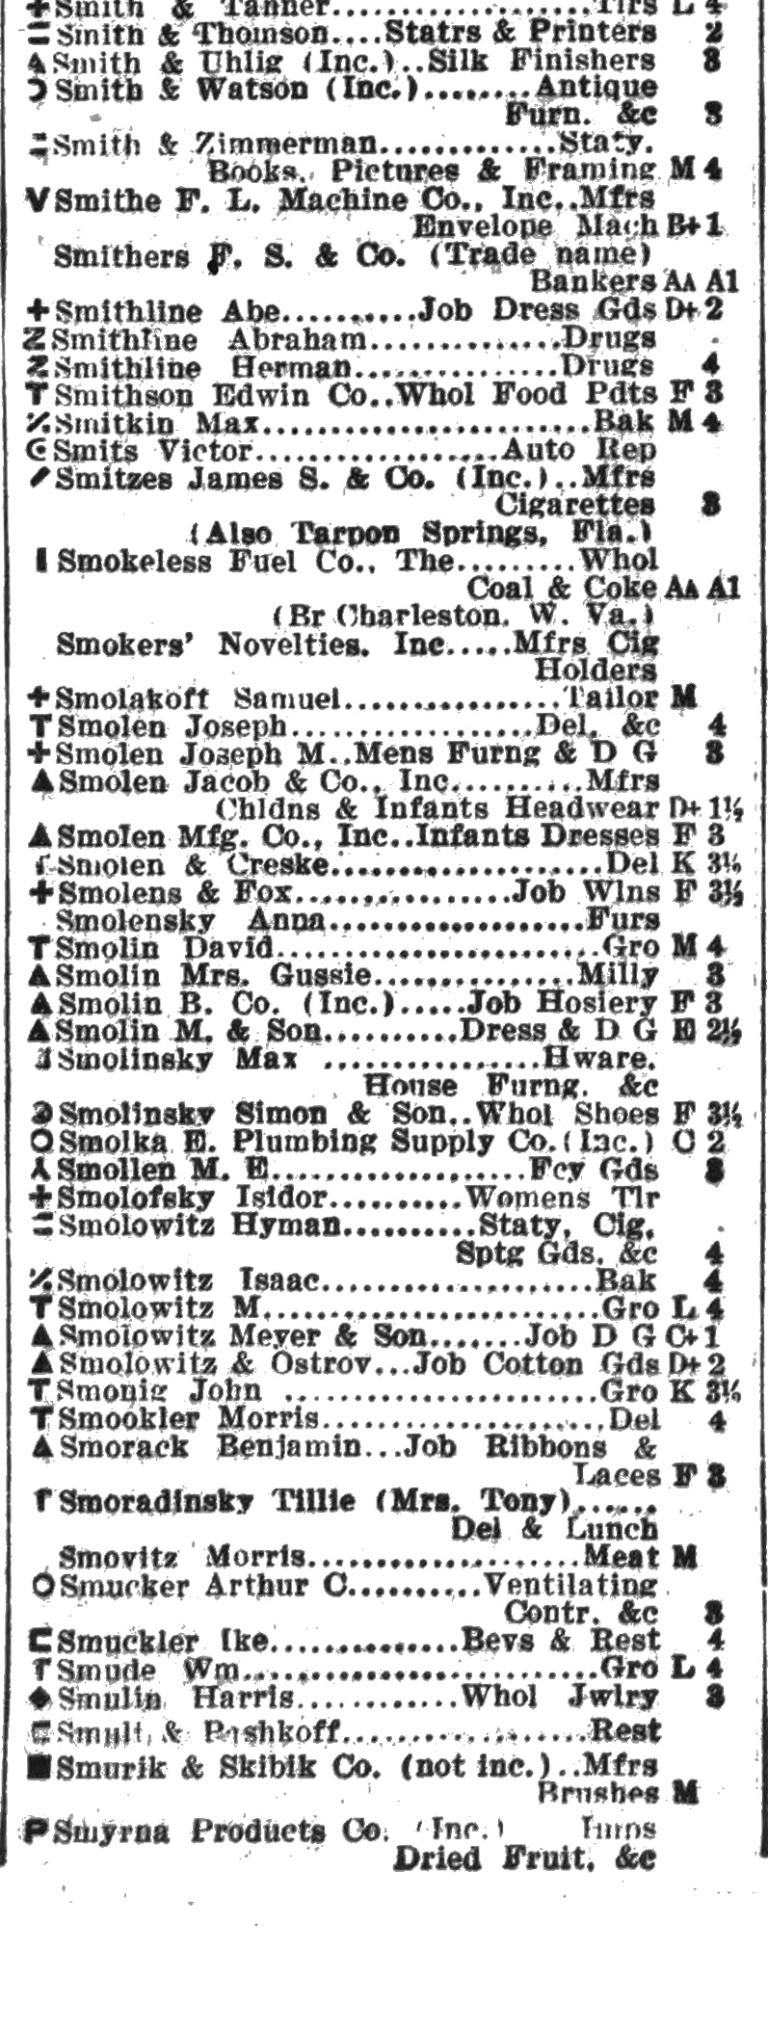 + Smith & Tanner....................Tlrs L 4
= Smith & Thomson....Statrs & Printers 2
▲ Smith & Uhlig (Inc.)..Silk Finishers 3
Smith & Watson (Inc.)........Antique
Furn. &c 3
= Smith & Zimmerman.............Staty.
Books. Pictures & Framing M 4
V Smithe F. L. Machine Co., Inc..Mfrs
Envelope Mach B+ 1
Smithers F. S. & Co. (Trade name)
Bankers AA A1
+ Smithline Abe..........Job Dress Gds D+ 2
Z Smithline Abraham..............Drugs
Z Smithline Herman...............Drugs 4
T Smithson Edwin Co..Whol Food Pdts F 3
٪ Smitkin Max........................Bak M 4
Smits Victor..................Auto Rep
Smitzes James S. & Co. (Inc.)..Mfrs
Cigarettes 3
(Also Tarpon Springs, Fla.)
▮ Smokeless Fuel Co., The.........Whol
Coal & Coke AA A1
(Br Charleston. W. Va.)
Smokers' Novelties. Inc.....Mfrs Cig
Holders
+ Smolakoff Samuel................Tailor M
T Smolen Joseph..................Del. &c 4
+ Smolen Joseph M..Mens Furng & D G 3
▲ Smolen Jacob & Co., Inc..........Mfrs
Chldns & Infants Headwear D+ 1½
▲ Smolen Mfg. Co., Inc..Infants Dresses F 3
Smolen & Creske....................Del K 3½
+ Smolens & Fox................Job Wlns F 3½
Smolensky Anna...................Furs
T Smolin David........................Gro M 4
▲ Smolin Mrs. Gussie...............Milly 3
▲ Smolin B. Co. (Inc.).....Job Hosiery F 3
▲ Smolin M. & Son..........Dress & D G E 2½
Smolinsky Max ................Hware.
House Furng. &c
Smolinsky Simon & Son..Whol Shoes F 3½
O Smolka E. Plumbing Supply Co.(Inc.) C 2
Smollen M. E...................Fcy Gds 3
+ Smolofsky Isidor..........Womens Tlr
= Smolowitz Hyman..........Staty, Cig,
Sptg Gds. &c 4
٪ Smolowitz Isaac....................Bak 4
T Smolowitz M.........................Gro L 4
▲ Smolowitz Meyer & Son.......Job D G C+ 1
▲ Smolowitz & Ostrov...Job Cotton Gds D+ 2
T Smonig John .......................Gro K 3½
T Smookler Morris.....................Del 4
▲ Smorack Benjamin...Job Ribbons &
Laces F 3
Smoradinsky Tillie (Mrs. Tony)......
Del & Lunch
Smovitz Morris....................Meat M
O Smucker Arthur C..........Ventilating
Contr. &c 3
Smuckler Ike..............Bevs & Rest 4
T Smude Wm..........................Gro L 4
◆ Smulin Harris............Whol Jwlry 3
& Pashkoff..................Rest
■ Smurik & Skibik Co. (not inc.)..Mfrs
Brushes M
P Smyrna Products Co. (Inc.)
Dried Fruit. &c